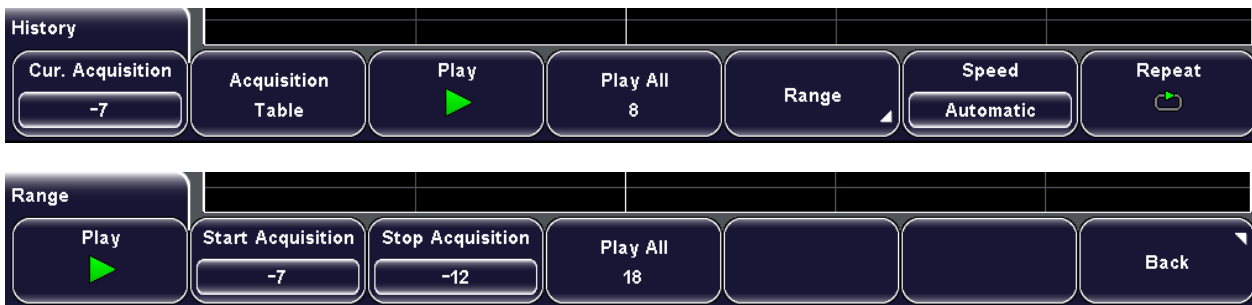 History
Cur. Acquisition
-7
Acquisition
Table
Play
Play All
8
Range
Speed
Automatic
Repeat
Range
Play
Start Acquisition
-7
Stop Acquisition
-12
Play All
18
Back